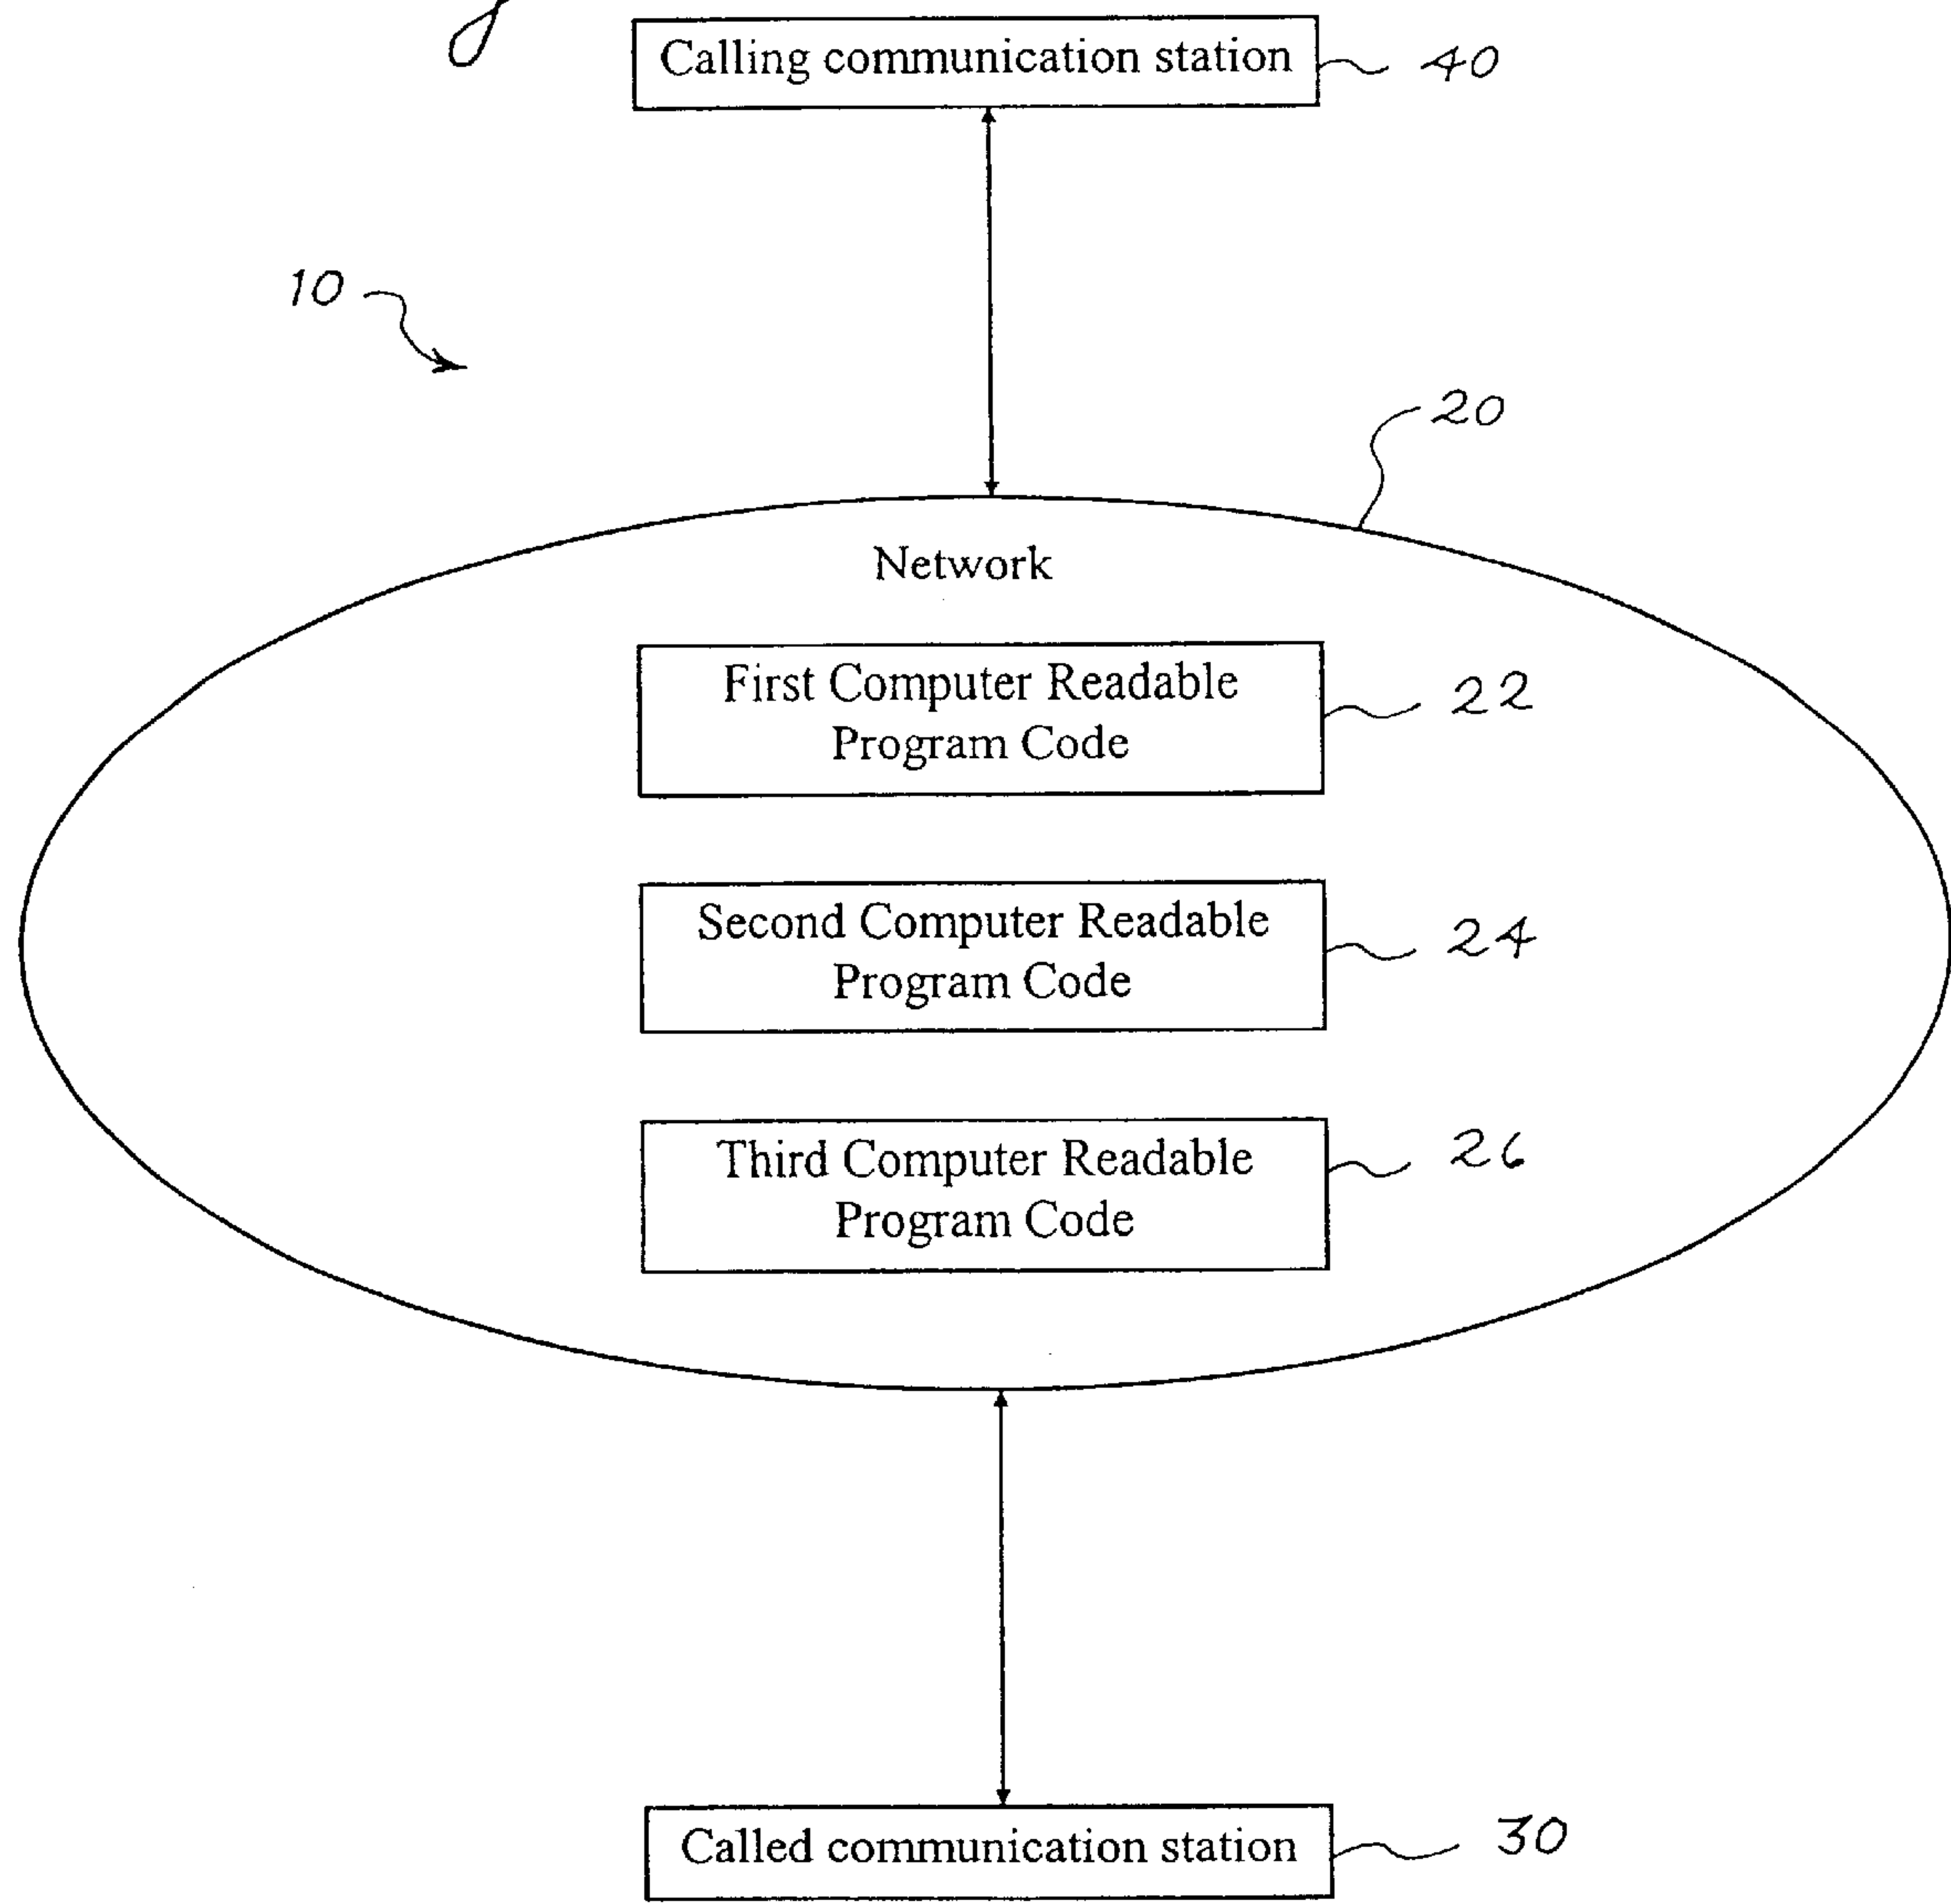 Calling communication station 40
10
20
Network
First Computer Readable
Program Code
22
Second Computer Readable
Program Code
24
Third Computer Readable
Program Code
26
Called communication station 30